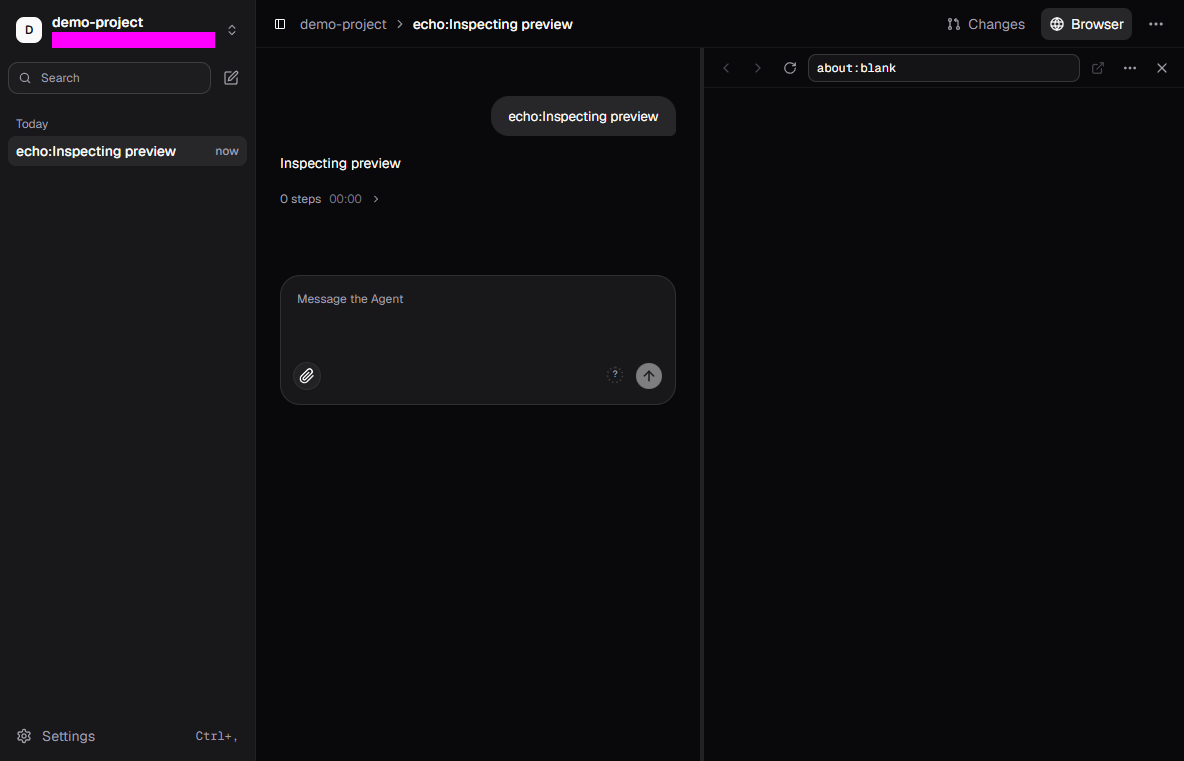 D
demo-project
Search
Today
echo:Inspecting preview
now
Settings
Ctrl+,
demo-project
echo:Inspecting preview
Changes
Browser
echo:Inspecting preview
Inspecting preview
0 steps 00:00
Message the Agent
?
about:blank